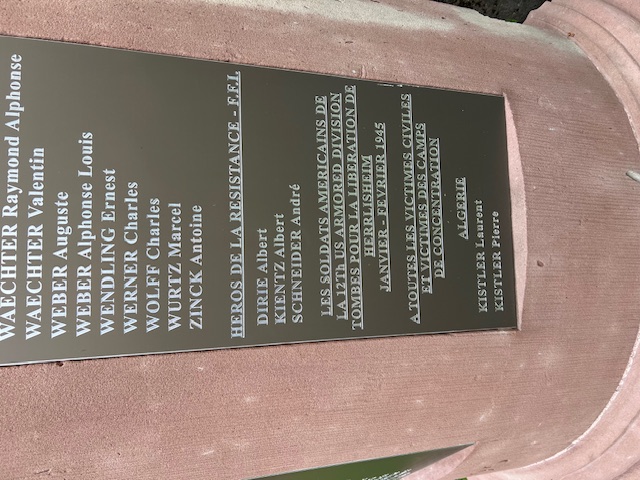 WAECHTER Raymond Alphonse
WAECHTER Valentin
WEBER Auguste
WEBER Alphonse Louis
WENDLING Ernest
WERNER Charles
WOLFF Charles
WURTZ Marcel
ZINCK Antoine
HEROS DE LA RESISTANCE - F.F.I.
DIRIE Albert
KIENTZ Albert
SCHNEIDER André
LES SOLDATS AMERICAINS DE
LA 12Th US ARMORED DIVISION
TOMBES POUR LA LIBERATION DE
HERRLISHEIM
JANVIER - FEVRIER 1945
A TOUTES LES VICTIMES CIVILES
ET VICTIMES DES CAMPS
DE CONCENTRATION
ALGERIE
KISTLER Laurent
KISTLER Pierre